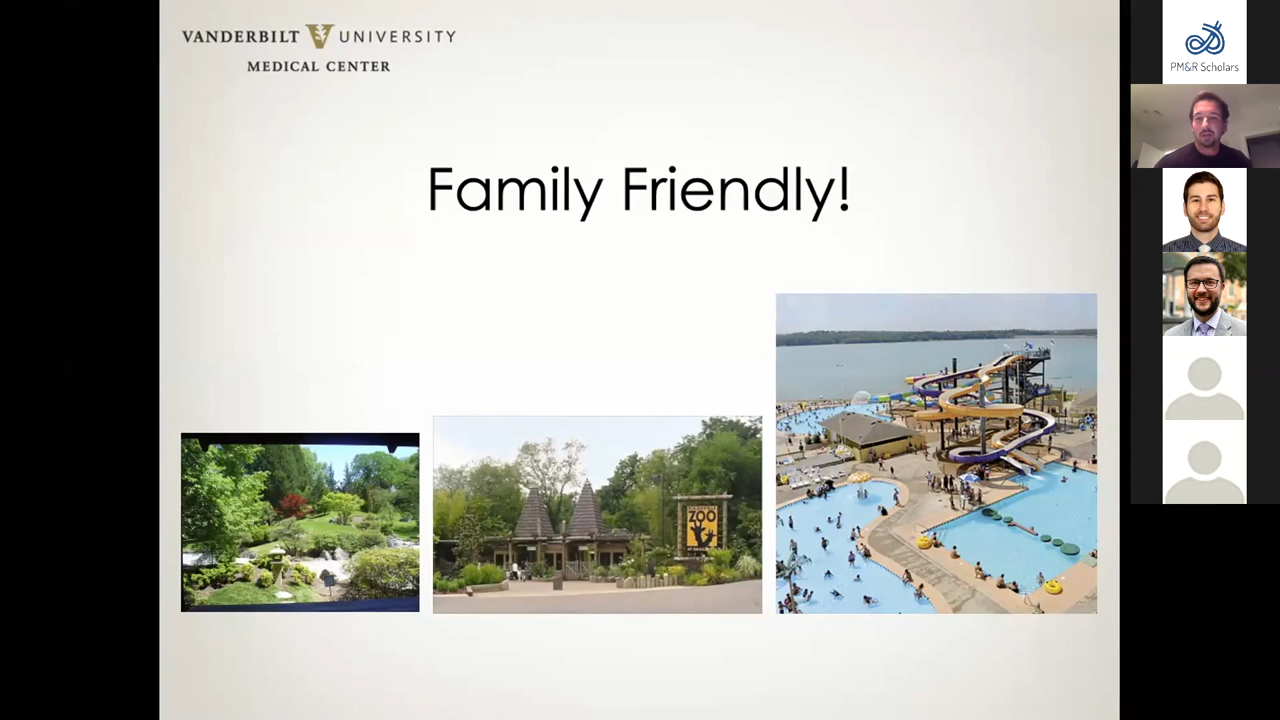 VANDERBILT UNIVERSITY
MEDICAL CENTER
Family Friendly!
ZOO
PM&R Scholars